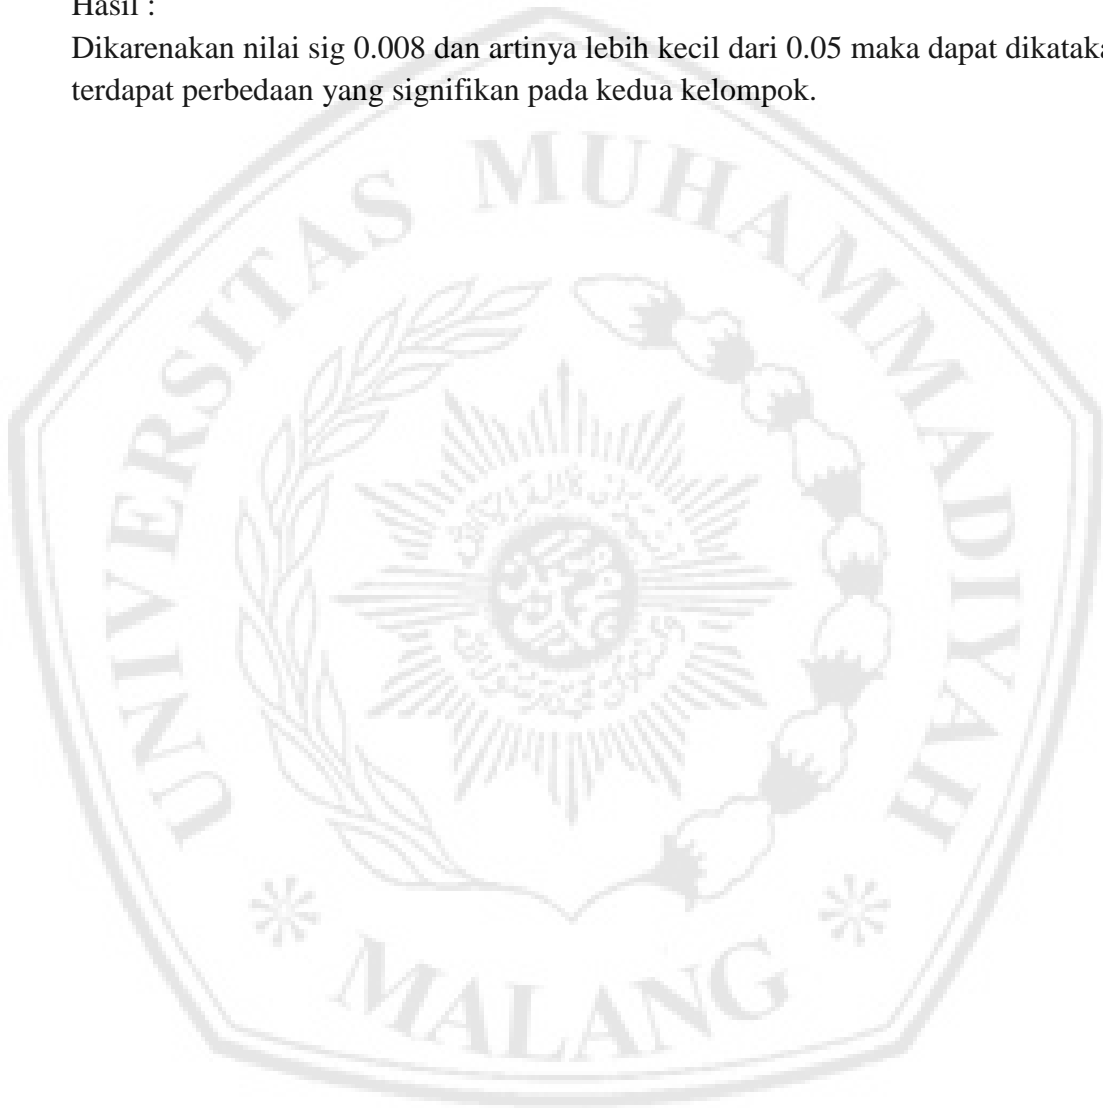 Hasil :
Dikarenakan nilai sig 0.008 dan artinya lebih kecil dari 0.05 maka dapat dikataka
terdapat perbedaan yang signifikan pada kedua kelompok.
UNIVERSITAS MUHAMMADIYAH
MALANG